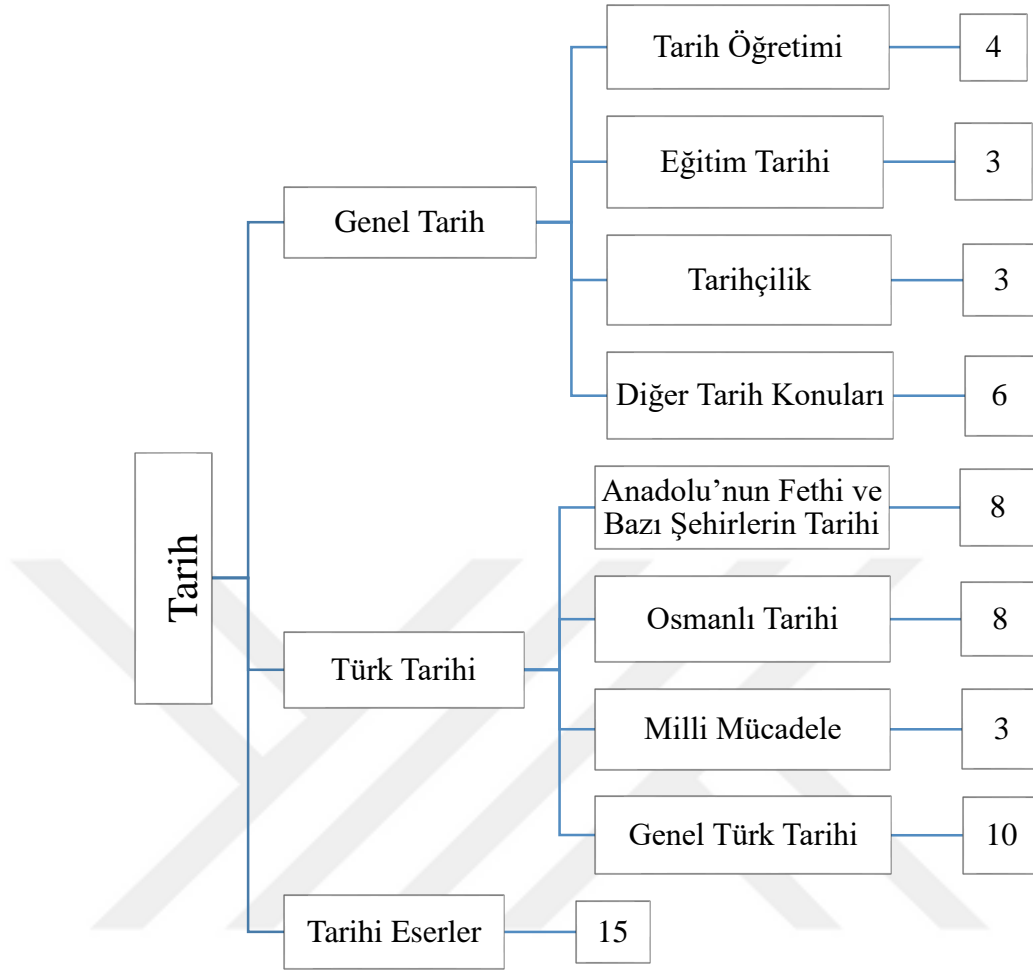 Tarih
Genel Tarih
Tarih Öğretimi
4
Eğitim Tarihi
3
Tarihçilik
3
Diğer Tarih Konuları
6
Türk Tarihi
Anadolu’nun Fethi ve
Bazı Şehirlerin Tarihi
8
Osmanlı Tarihi
8
Milli Mücadele
3
Genel Türk Tarihi
10
Tarihi Eserler
15